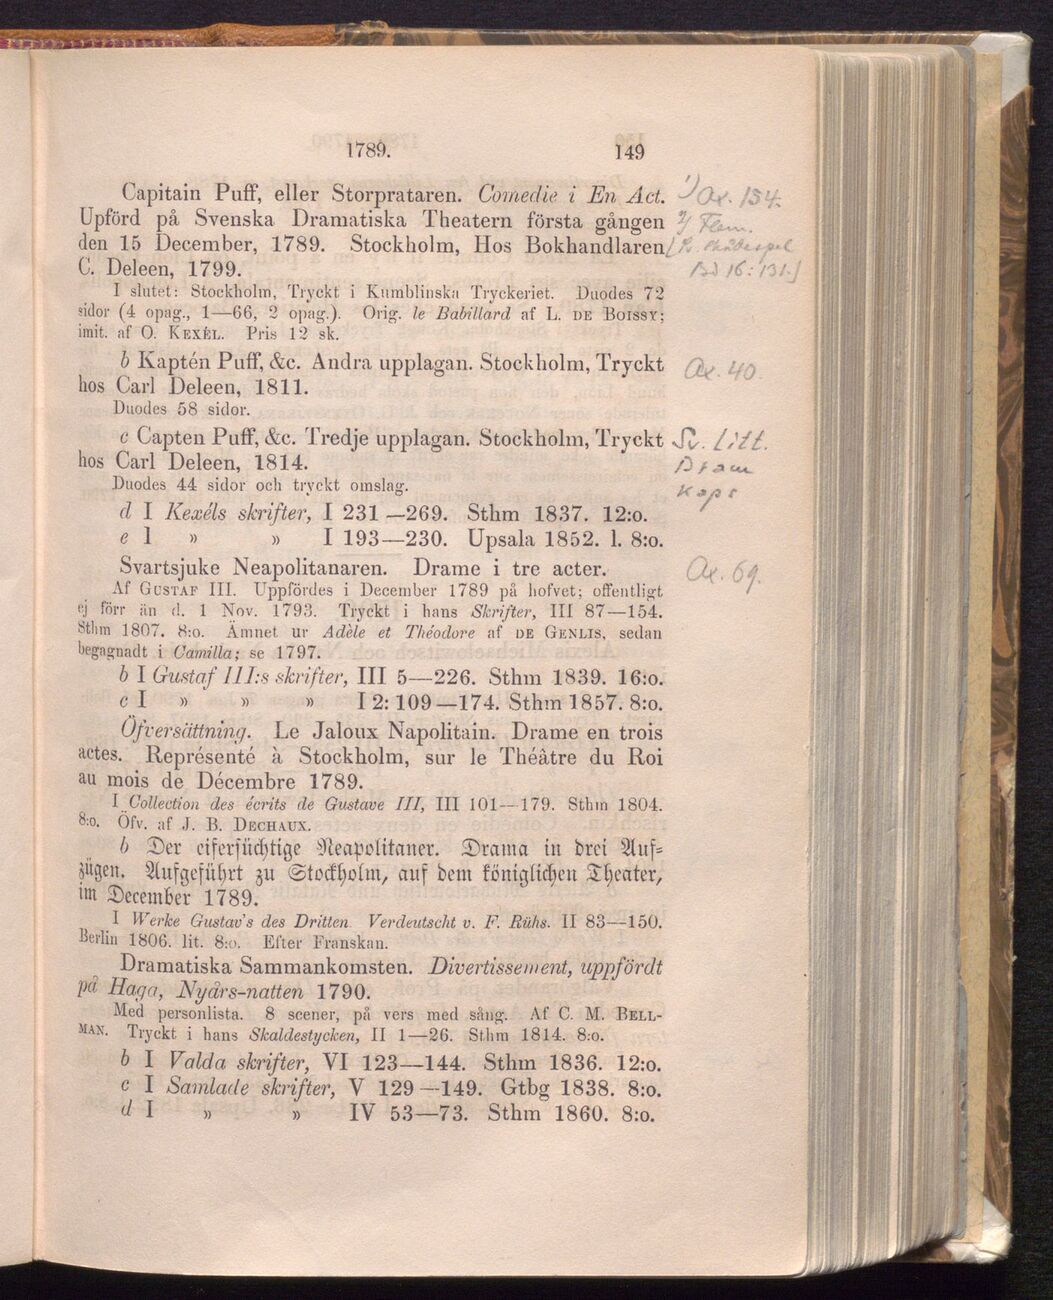 1789. 149
Capitain Puff, eller Storprataren. Comedie i En Act. 1) Ax. 154.
Upförd på Svenska Dramatiska Theatern första gången 2) Flem.
den 15 December, 1789. Stockholm, Hos Bokhandlaren
C. Deleen, 1799. Bd 16: 131.]
I slutet: Stockholm, Tryckt i Kumblinska Tryckeriet. Duodes 72
sidor (4 opag., 1—66, 2 opag.). Orig. le Babillard af L. DE BOISSY;
imit. af O. KEXÉL. Pris 12 sk.
b Kaptén Puff, &c. Andra upplagan. Stockholm, Tryckt Ax. 40
hos Carl Deleen, 1811.
Duodes 58 sidor.
c Capten Puff, &c. Tredje upplagan. Stockholm, Tryckt Sv. Litt.
hos Carl Deleen, 1814. Dram
Duodes 44 sidor och tryckt omslag. Kaps
d I Kexéls skrifter, I 231—269. Sthm 1837. 12:o.
e I » » I 193—230. Upsala 1852. l. 8:o.
Svartsjuke Neapolitanaren. Drame i tre acter. Ax. 69.
Af GUSTAF III. Uppfördes i December 1789 på hofvet; offentligt
ej förr än d. 1 Nov. 1793. Tryckt i hans Skrifter, III 87—154.
Sthm 1807. 8:o. Ämnet ur Adèle et Théodore af DE GENLIS, sedan
begagnadt i Camilla; se 1797.
b I Gustaf III:s skrifter, III 5—226. Sthm 1839. 16:o.
c I » » » I 2: 109—174. Sthm 1857. 8:o.
Öfversättning. Le Jaloux Napolitain. Drame en trois
actes. Représenté à Stockholm, sur le Théâtre du Roi
au mois de Décembre 1789.
I Collection des écrits de Gustave III, III 101—179. Sthm 1804.
8:o. Öfv. af J. B. DECHAUX.
b Der eifersüchtige Neapolitaner. Drama in drei Auf=
zügen. Aufgeführt zu Stockholm, auf dem königlichen Theater,
im December 1789.
I Werke Gustav's des Dritten. Verdeutscht v. F. Rühs. II 83—150.
Berlin 1806. lit. 8:o. Efter Franskan.
Dramatiska Sammankomsten. Divertissement, uppfördt
på Haga, Nyårs-natten 1790.
Med personlista. 8 scener, på vers med sång. Af C. M. BELL-
MAN. Tryckt i hans Skaldestycken, II 1—26. Sthm 1814. 8:o.
b I Valda skrifter, VI 123—144. Sthm 1836. 12:o.
c I Samlade skrifter, V 129—149. Gtbg 1838. 8:o.
d I » » IV 53—73. Sthm 1860. 8:o.